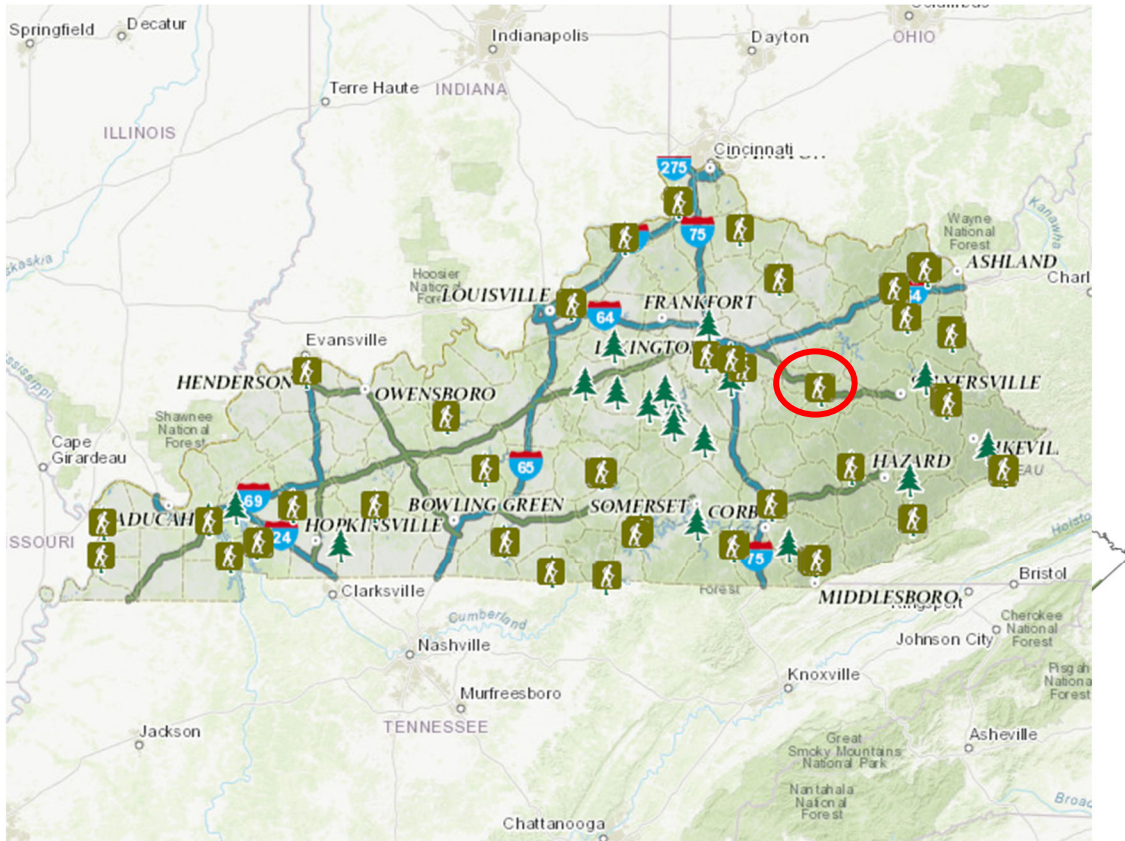 Springfield
Decatur
Indianapolis
Dayton
OHIO
Terre Haute
INDIANA
ILLINOIS
Cincinnati
275
Wayne
National
Forest
Kanawha
75
ASHLAND
Hoosier
National
Forest
LOUISVILLE
64
FRANKFORT
64
Evansville
HENDERSON
OWENSBORO
Shawnee
National
Forest
Cape
Girardeau
65
HAZARD
69
24
BOWLING GREEN
SOMERSET
HOPKINSVILLE
75
Forest
Clarksville
MIDDLESBORO
Bristol
Cumberland
Johnson City
Cherokee
National
Forest
Nashville
Knoxville
Murfreesboro
TENNESSEE
Jackson
Great
Smoky Mountains
National Park
Asheville
Nantahala
National
Forest
Chattanooga